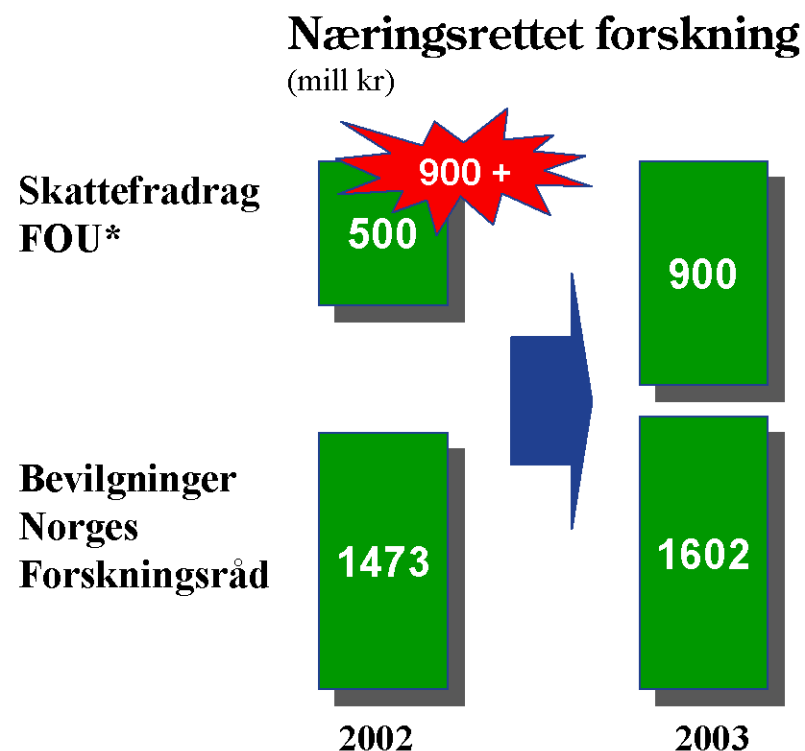 Næringsrettet forskning
(mill kr)
Skattefradrag
FOU*
900 +
500
900
Bevilgninger
Norges
Forskningsråd
1473
1602
2002
2003